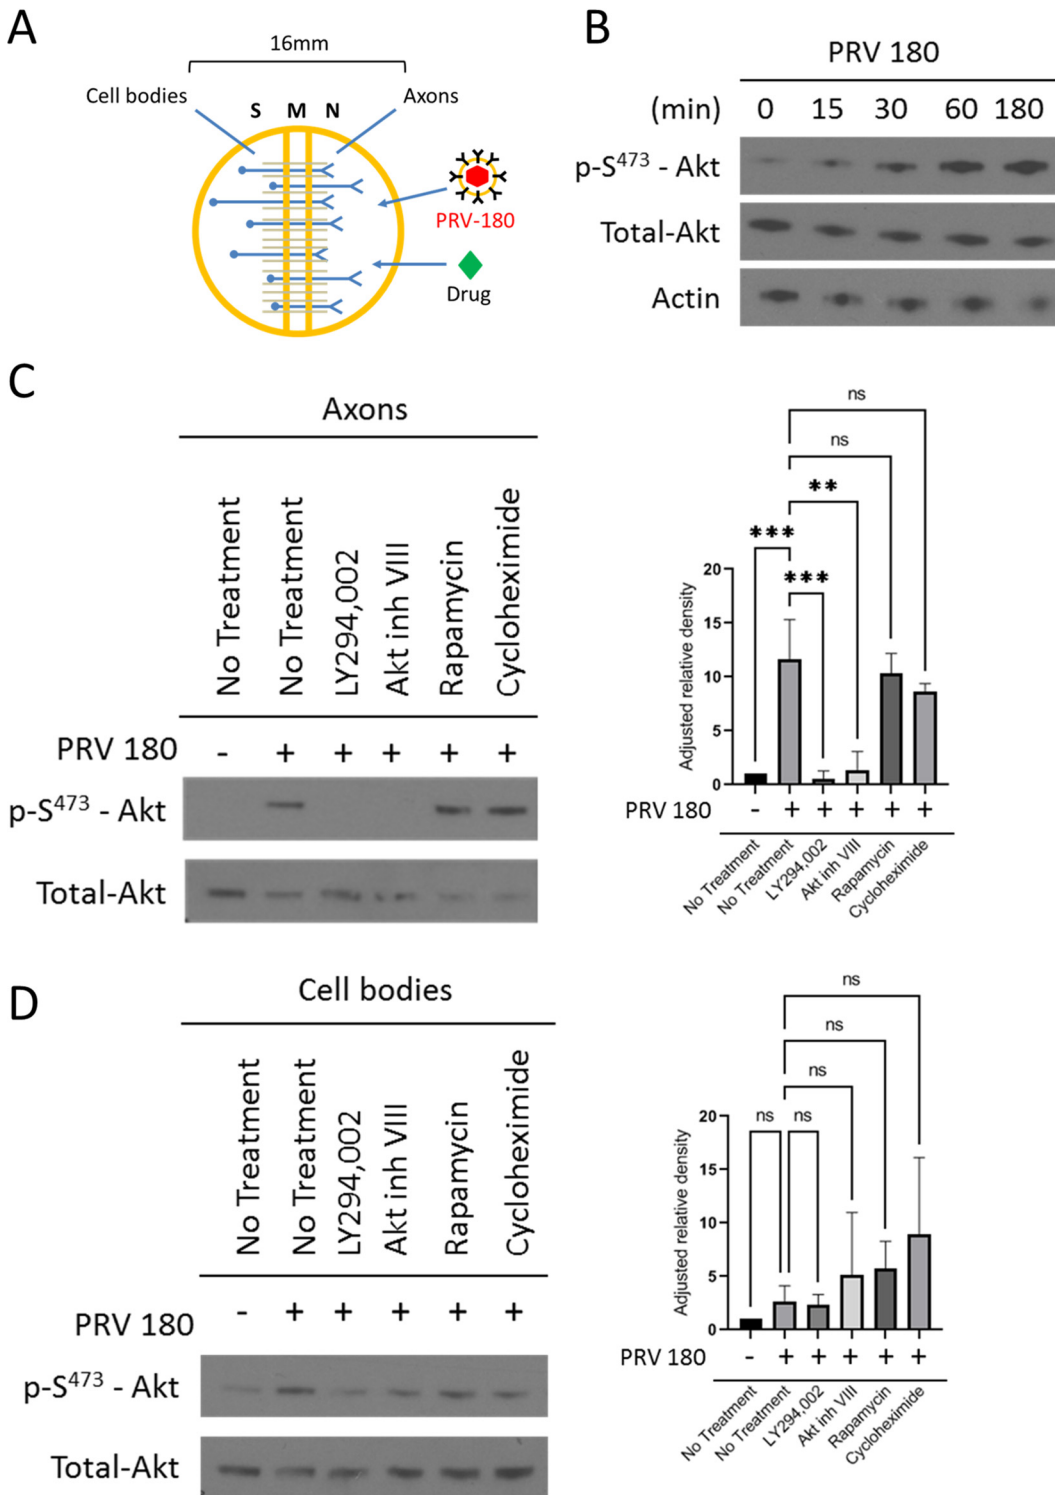 A
16mm
Cell bodies
S M N
Axons
PRV-180
Drug
B
PRV 180
(min) 0 15 30 60 180
p-S473 - Akt
Total-Akt
Actin
C
Axons
No Treatment
No Treatment
LY294,002
Akt inh VIII
Rapamycin
Cycloheximide
PRV 180 - + + + + +
p-S473 - Akt
Total-Akt
ns
ns
**
***
***
Adjusted relative density
20
15
10
5
0
PRV 180 - + + + + +
No Treatment
No Treatment
LY294,002
Akt inh VIII
Rapamycin
Cycloheximide
D
Cell bodies
No Treatment
No Treatment
LY294,002
Akt inh VIII
Rapamycin
Cycloheximide
PRV 180 - + + + + +
p-S473 - Akt
Total-Akt
ns
ns
ns
ns ns
Adjusted relative density
20
15
10
5
0
PRV 180 - + + + + +
No Treatment
No Treatment
LY294,002
Akt inh VIII
Rapamycin
Cycloheximide